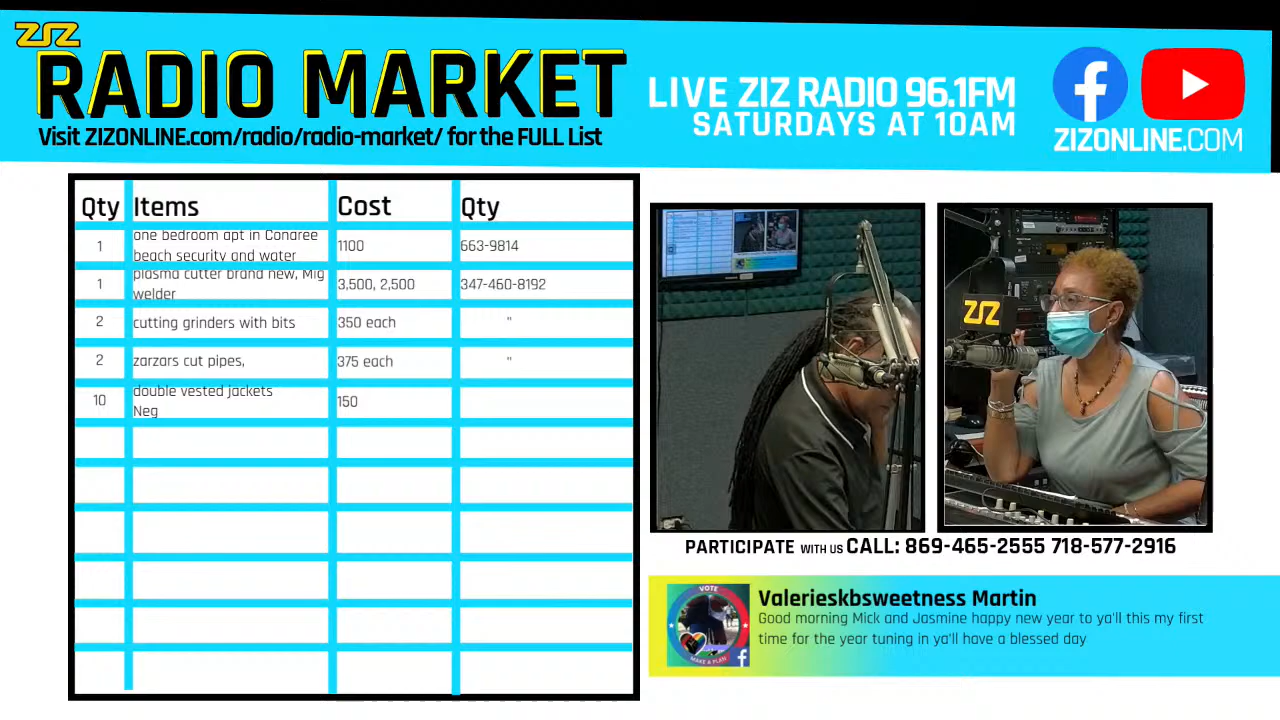 ZIZ
RADIO MARKET
Visit ZIZONLINE.com/radio/radio-market/ for the FULL List
LIVE ZIZ RADIO 96.1FM
SATURDAYS AT 10AM
ZIZONLINE.COM
Qty Items Cost Qty
1 one bedroom apt in Conaree 1100 663-9814
beach security and water
1 plasma cutter brand new, Mig 3,500, 2,500 347-460-8192
welder
2 cutting grinders with bits 350 each "
2 zarzars cut pipes, 375 each "
10 double vested jackets 150
Neg
ZIZ
PARTICIPATE WITH US CALL: 869-465-2555 718-577-2916
VOTE
MAKE A PLAN
Valerieskbsweetness Martin
Good morning Mick and Jasmine happy new year to ya'll this my first
time for the year tuning in ya'll have a blessed day